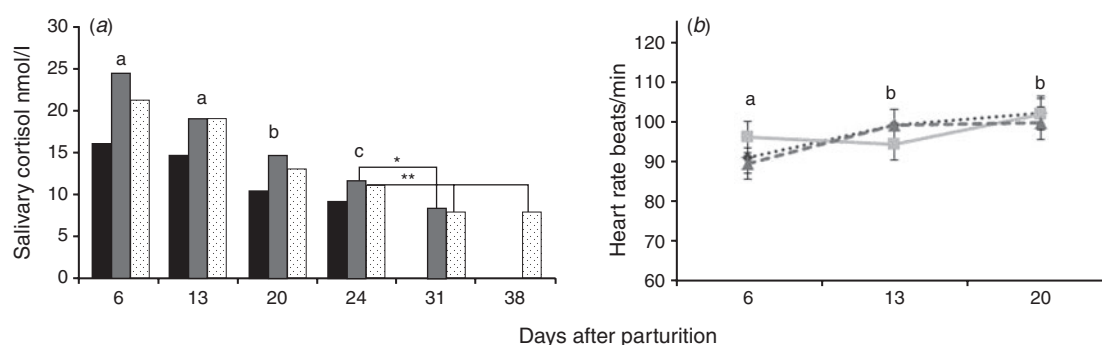 (a)
Salivary cortisol nmol/l
30
25
20
15
10
5
0
a
a
b
c
*
**
6 13 20 24 31 38
(b)
Heart rate beats/min
120
110
100
90
80
70
60
a
b
b
6 13 20
Days after parturition